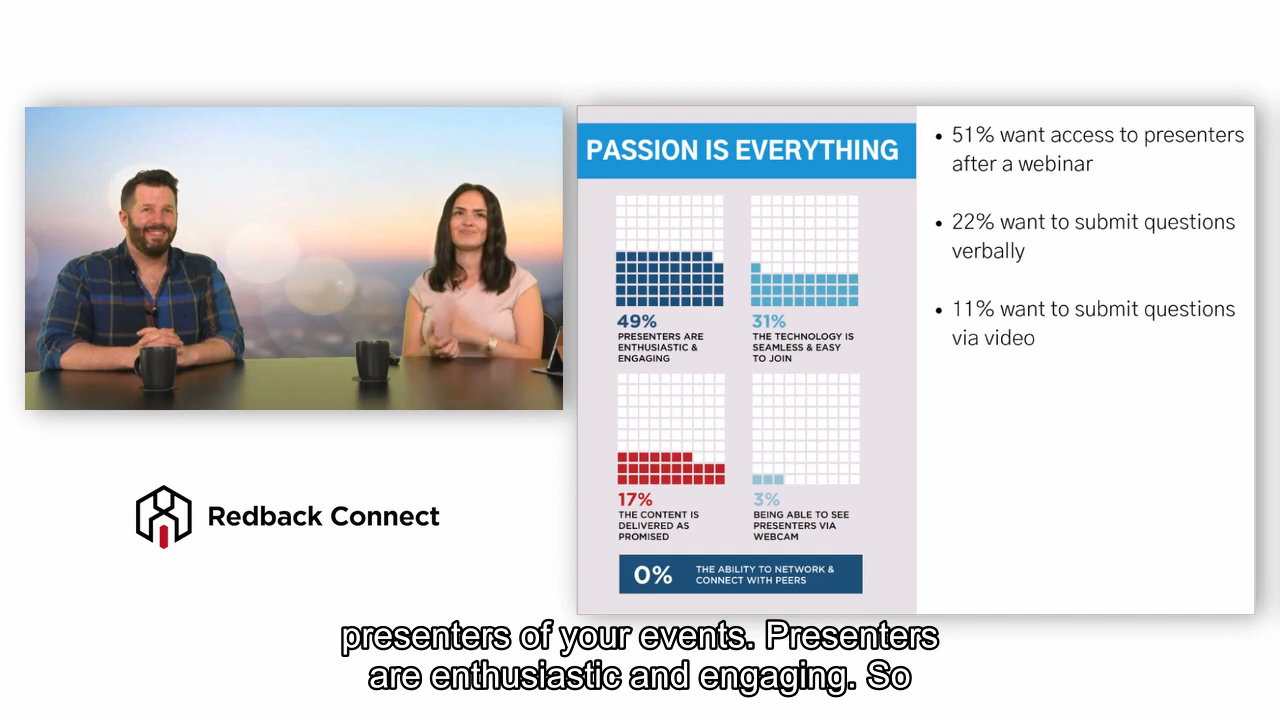 PASSION IS EVERYTHING
49%
PRESENTERS ARE
ENTHUSIASTIC &
ENGAGING
31%
THE TECHNOLOGY IS
SEAMLESS & EASY
TO JOIN
17%
THE CONTENT IS
DELIVERED AS
PROMISED
3%
BEING ABLE TO SEE
PRESENTERS VIA
WEBCAM
0%
THE ABILITY TO NETWORK &
CONNECT WITH PEERS
• 51% want access to presenters
after a webinar
• 22% want to submit questions
verbally
• 11% want to submit questions
via video
Redback Connect
presenters of your events. Presenters
are enthusiastic and engaging. So